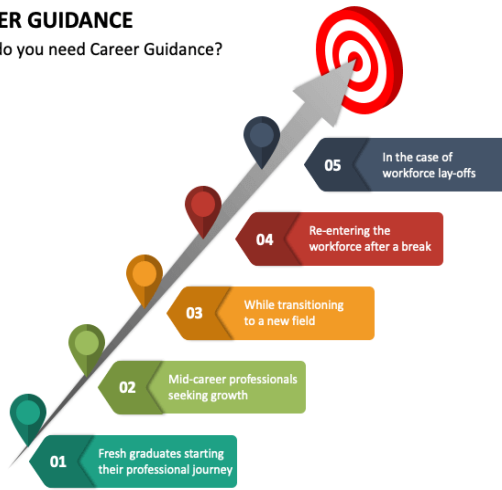 ER GUIDANCE
do you need Career Guidance?
05
In the case of
workforce lay-offs
04
Re-entering the
workforce after a break
03
While transitioning
to a new field
02
Mid-career professionals
seeking growth
01
Fresh graduates starting
their professional journey